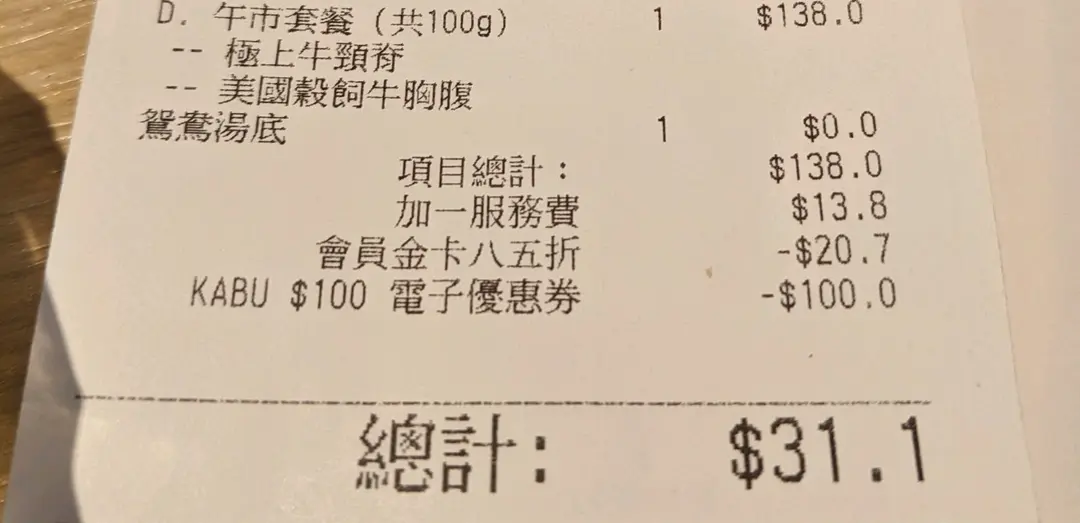 D. 午市套餐 (共100g) 1 $138.0
-- 極上牛頸脊
-- 美國穀飼牛胸腹
鴛鴦湯底 1 $0.0
項目總計: $138.0
加一服務費 $13.8
會員金卡八五折 -$20.7
KABU $100 電子優惠券 -$100.0
總計: $31.1